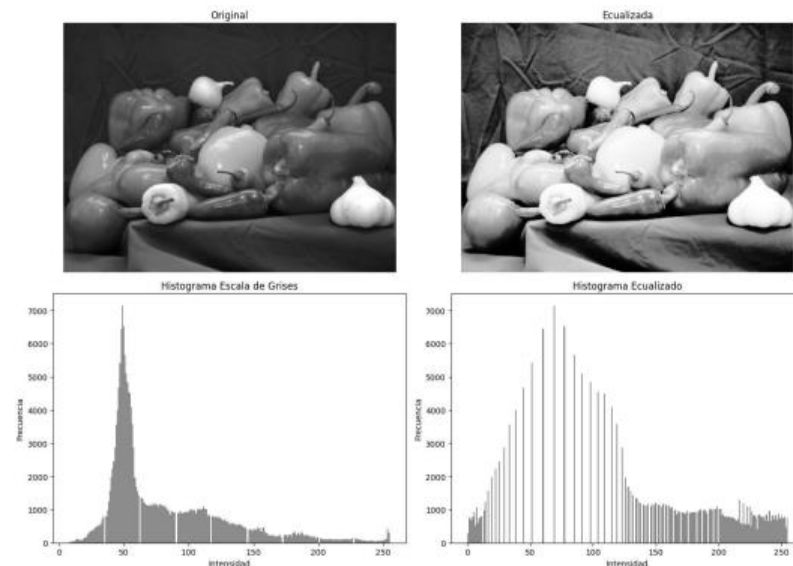 Original
Ecualizada
Histograma Escala de Grises
Histograma Ecualizado
Frecuencia
7000
6000
5000
4000
3000
2000
1000
0
0 50 100 150 200 250
Intensidad
Frecuencia
7000
6000
5000
4000
3000
2000
1000
0
0 50 100 150 200 250
Intensidad